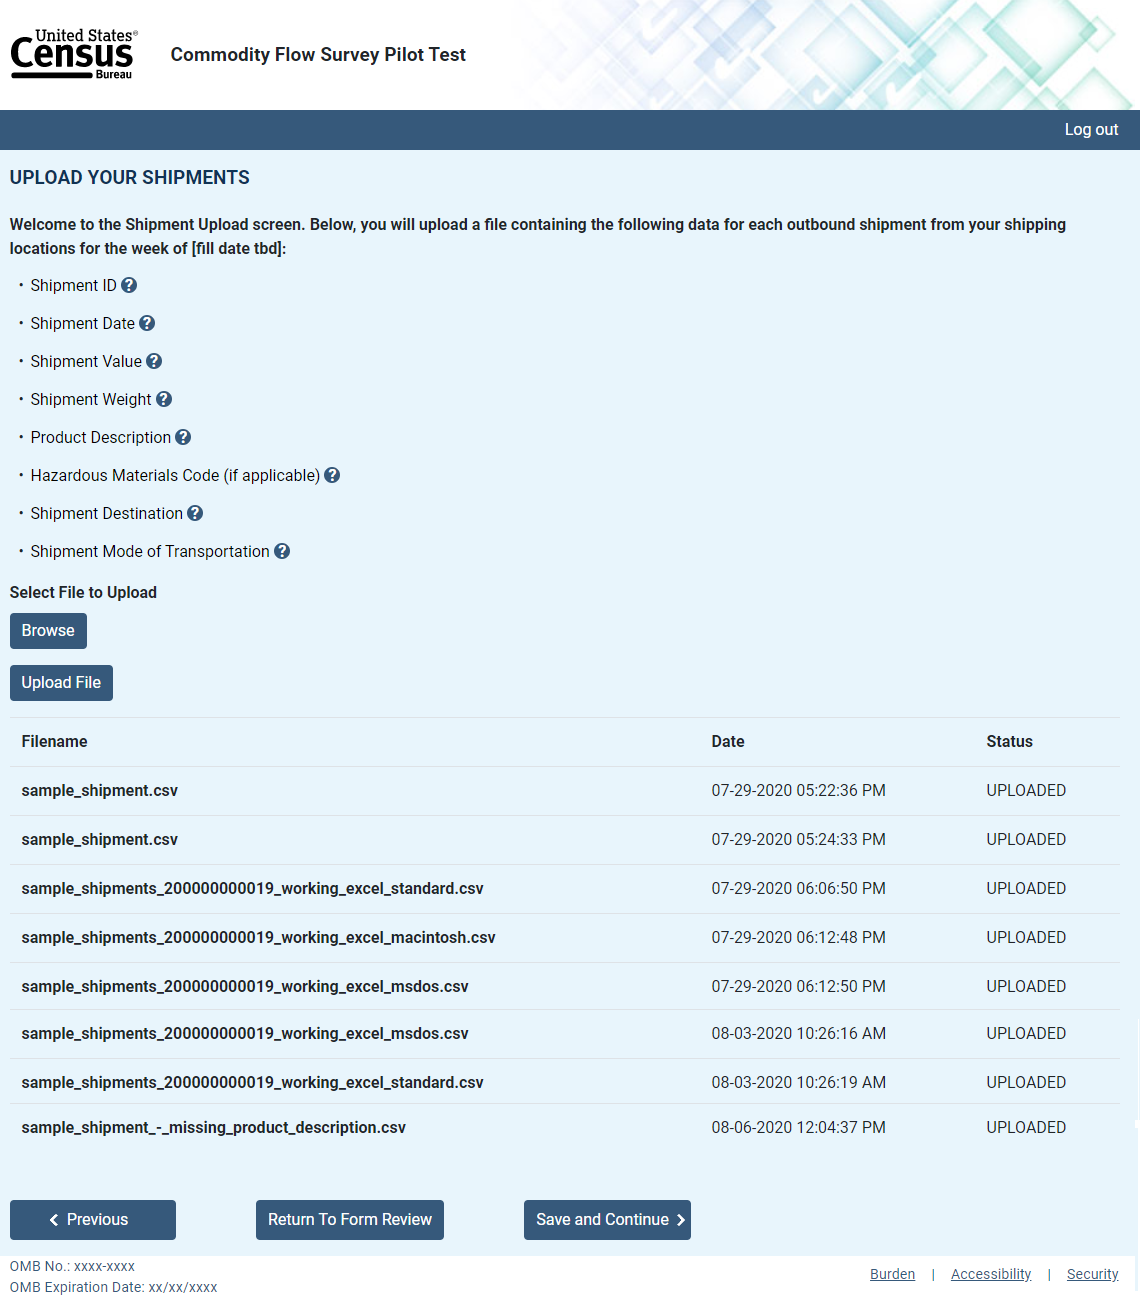 United States®
Census
Bureau
Commodity Flow Survey Pilot Test
Log out
UPLOAD YOUR SHIPMENTS
Welcome to the Shipment Upload screen. Below, you will upload a file containing the following data for each outbound shipment from your shipping
locations for the week of [fill date tbd]:
• Shipment ID ?
• Shipment Date ?
• Shipment Value ?
• Shipment Weight ?
• Product Description ?
• Hazardous Materials Code (if applicable) ?
• Shipment Destination ?
• Shipment Mode of Transportation ?
Select File to Upload
Browse
Upload File
Filename Date Status
sample_shipment.csv 07-29-2020 05:22:36 PM UPLOADED
sample_shipment.csv 07-29-2020 05:24:33 PM UPLOADED
sample_shipments_200000000019_working_excel_standard.csv 07-29-2020 06:06:50 PM UPLOADED
sample_shipments_200000000019_working_excel_macintosh.csv 07-29-2020 06:12:48 PM UPLOADED
sample_shipments_200000000019_working_excel_msdos.csv 07-29-2020 06:12:50 PM UPLOADED
sample_shipments_200000000019_working_excel_msdos.csv 08-03-2020 10:26:16 AM UPLOADED
sample_shipments_200000000019_working_excel_standard.csv 08-03-2020 10:26:19 AM UPLOADED
sample_shipment_-_missing_product_description.csv 08-06-2020 12:04:37 PM UPLOADED
Previous Return To Form Review Save and Continue
OMB No.: xxxx-xxxx
OMB Expiration Date: xx/xx/xxxx
Burden | Accessibility | Security